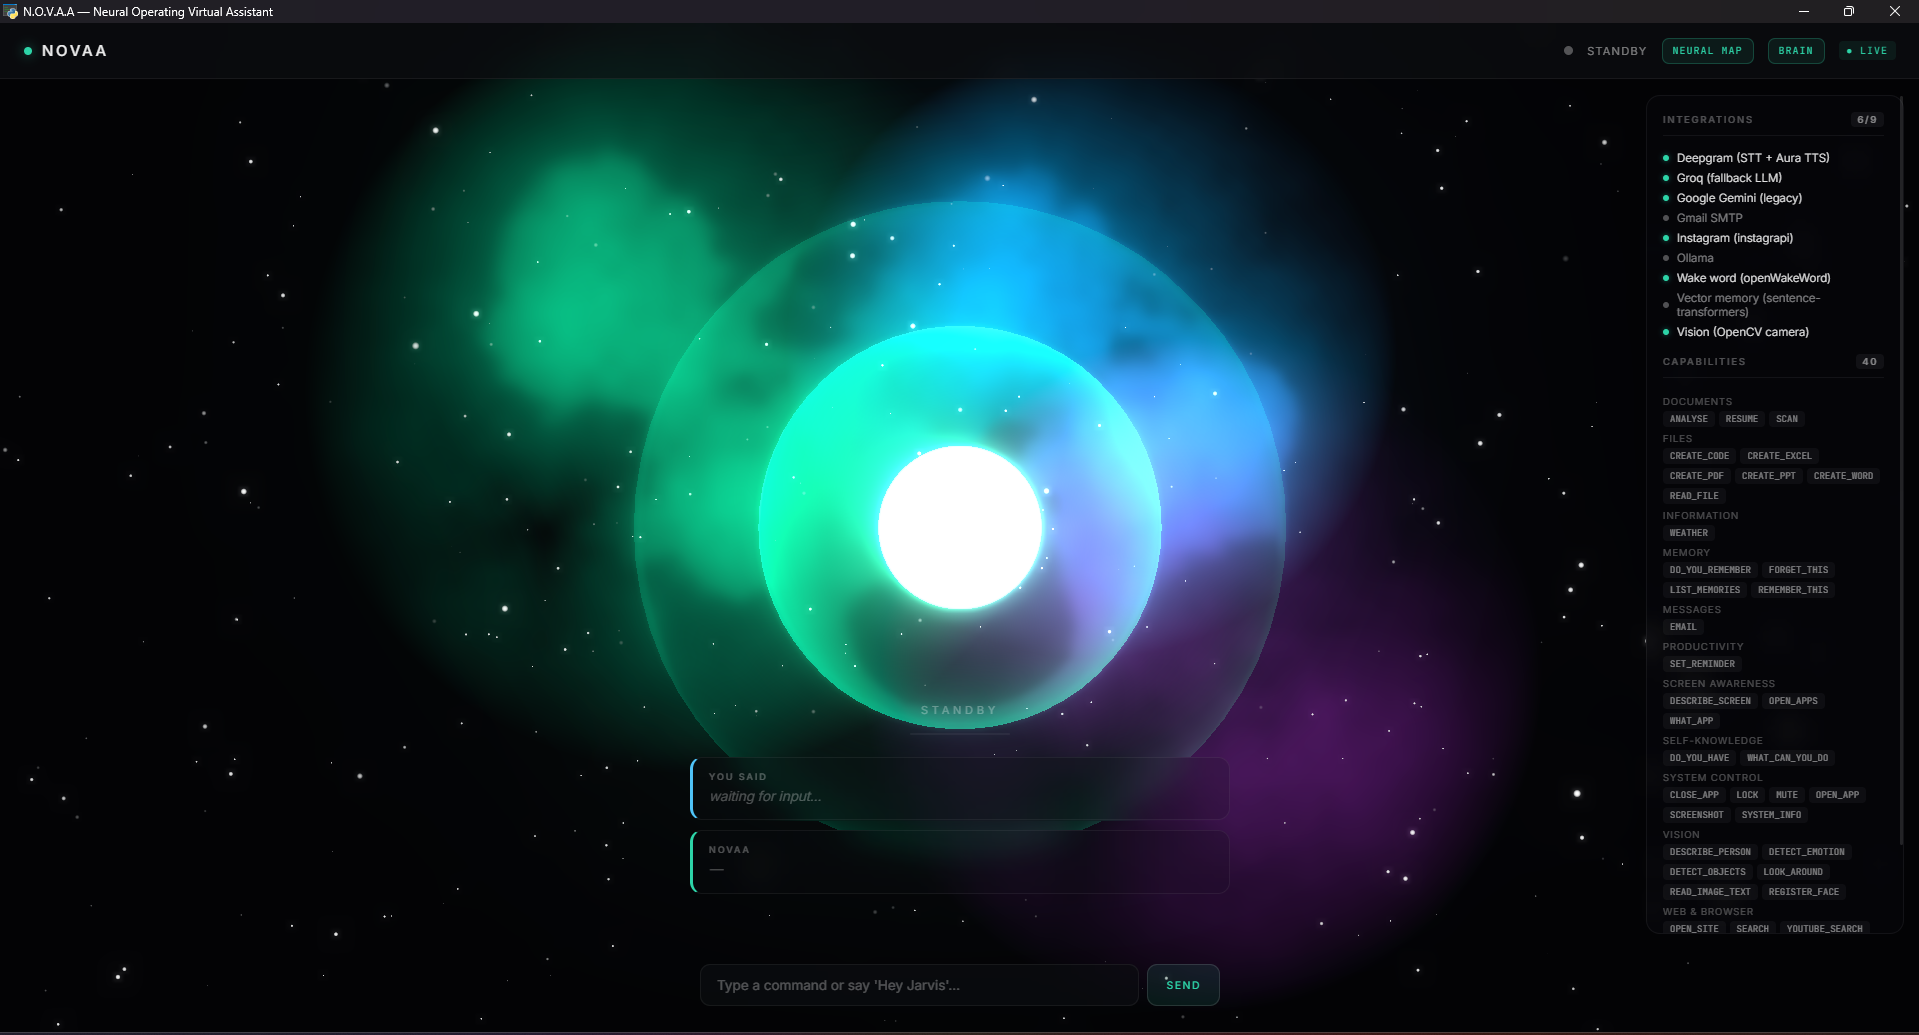 N.O.V.A.A — Neural Operating Virtual Assistant
NOVAA
STANDBY
NEURAL MAP
BRAIN
LIVE
INTEGRATIONS 6/9
Deepgram (STT + Aura TTS)
Groq (fallback LLM)
Google Gemini (legacy)
Gmail SMTP
Instagram (instagrapi)
Ollama
Wake word (openWakeWord)
Vector memory (sentence-
transformers)
Vision (OpenCV camera)
CAPABILITIES 40
DOCUMENTS
ANALYSE RESUME SCAN
FILES
CREATE_CODE CREATE_EXCEL
CREATE_PDF CREATE_PPT CREATE_WORD
READ_FILE
INFORMATION
WEATHER
MEMORY
DO_YOU_REMEMBER FORGET_THIS
LIST_MEMORIES REMEMBER_THIS
MESSAGES
EMAIL
PRODUCTIVITY
SET_REMINDER
SCREEN AWARENESS
DESCRIBE_SCREEN OPEN_APPS
WHAT_APP
SELF-KNOWLEDGE
DO_YOU_HAVE WHAT_CAN_YOU_DO
SYSTEM CONTROL
CLOSE_APP LOCK MUTE OPEN_APP
SCREENSHOT SYSTEM_INFO
VISION
DESCRIBE_PERSON DETECT_EMOTION
DETECT_OBJECTS LOOK_AROUND
READ_IMAGE_TEXT REGISTER_FACE
WEB & BROWSER
OPEN_SITE SEARCH YOUTUBE_SEARCH
STANDBY
YOU SAID
waiting for input...
NOVAA
—
Type a command or say 'Hey Jarvis'...
SEND